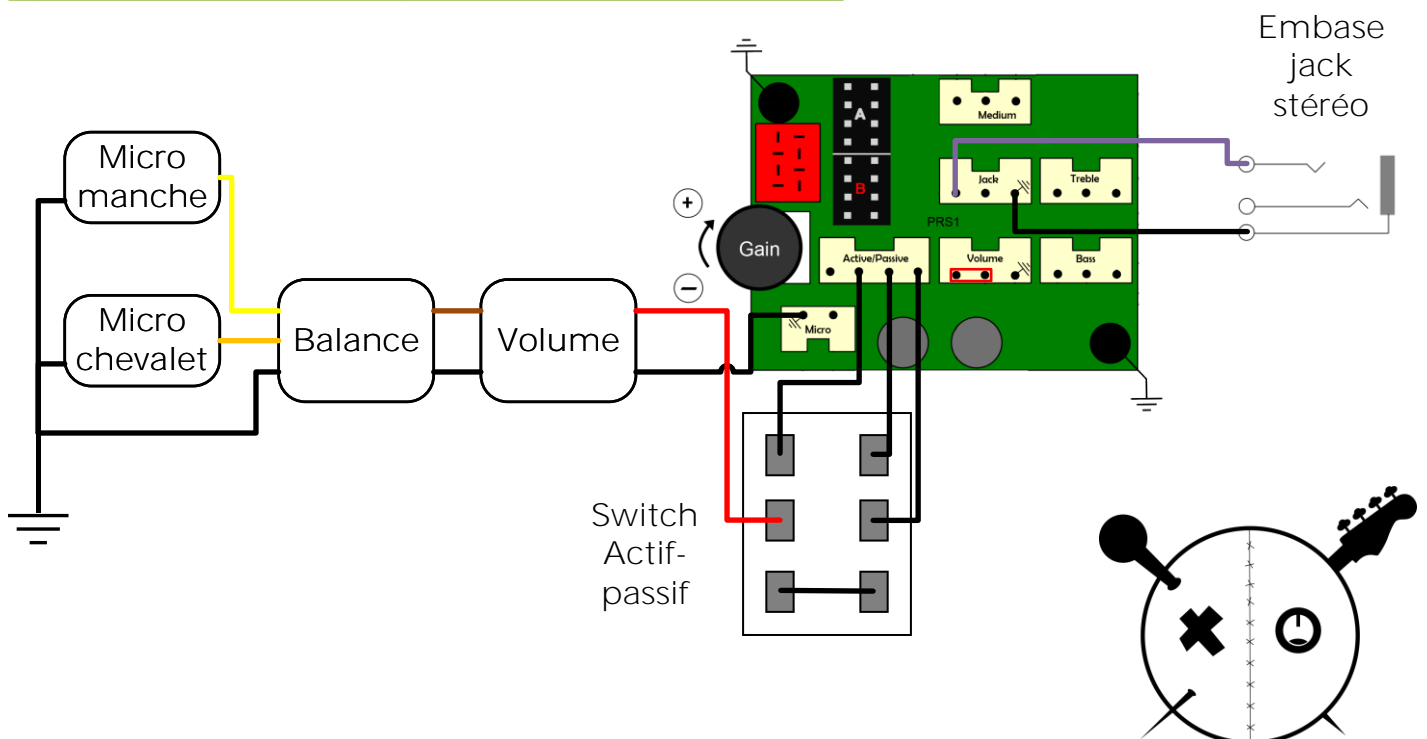 Embase
jack
stéréo
Micro
manche
Micro
chevalet
Balance
Volume
+
Gain
−
A
B
Medium
Jack
Treble
PRS1
Active/Passive
Volume
Bass
Micro
Switch
Actif-
passif